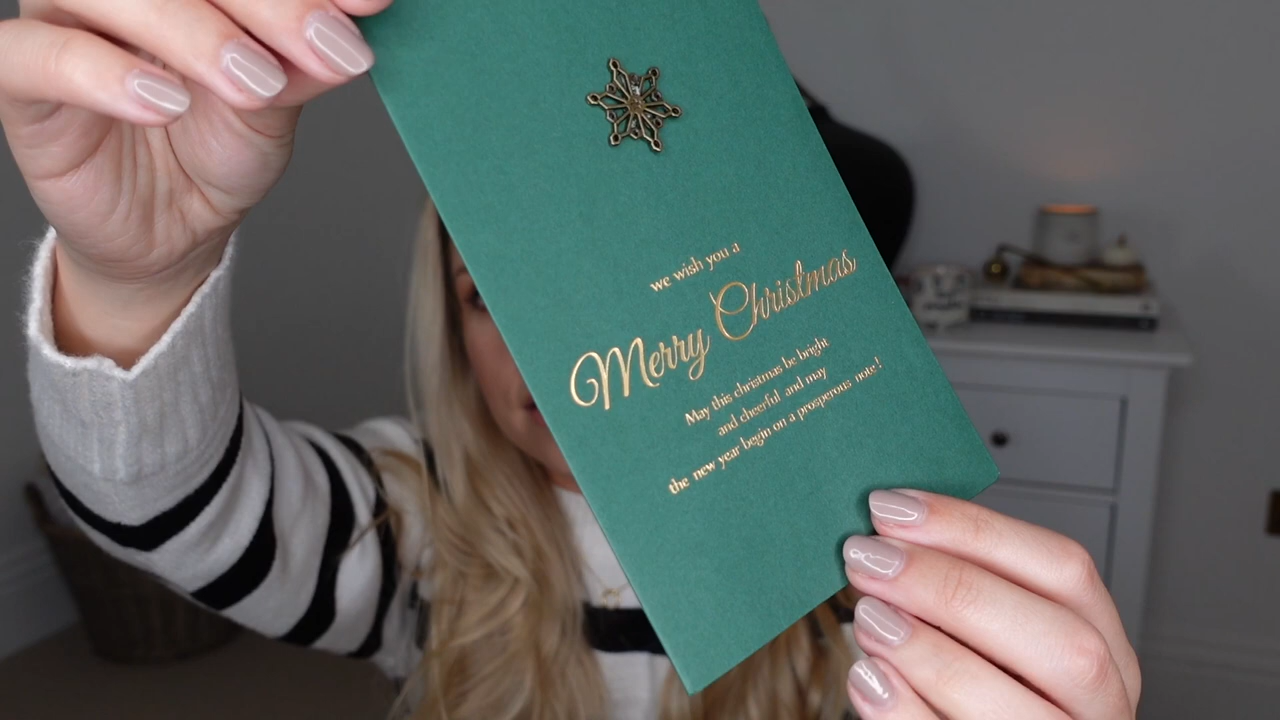 we wish you a
Merry Christmas
May this christmas be bright
and cheerful and may
the new year begin on a prosperous note!